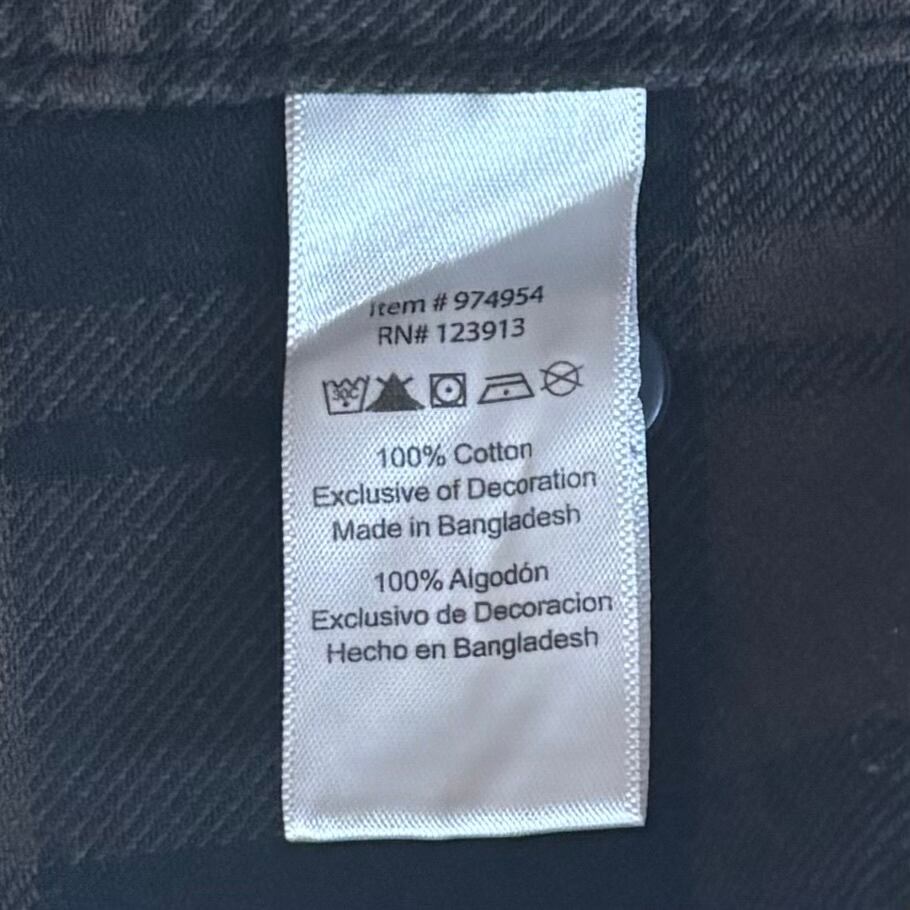 Item # 974954
RN# 123913
30C
100% Cotton
Exclusive of Decoration
Made in Bangladesh
100% Algodón
Exclusivo de Decoracion
Hecho en Bangladesh